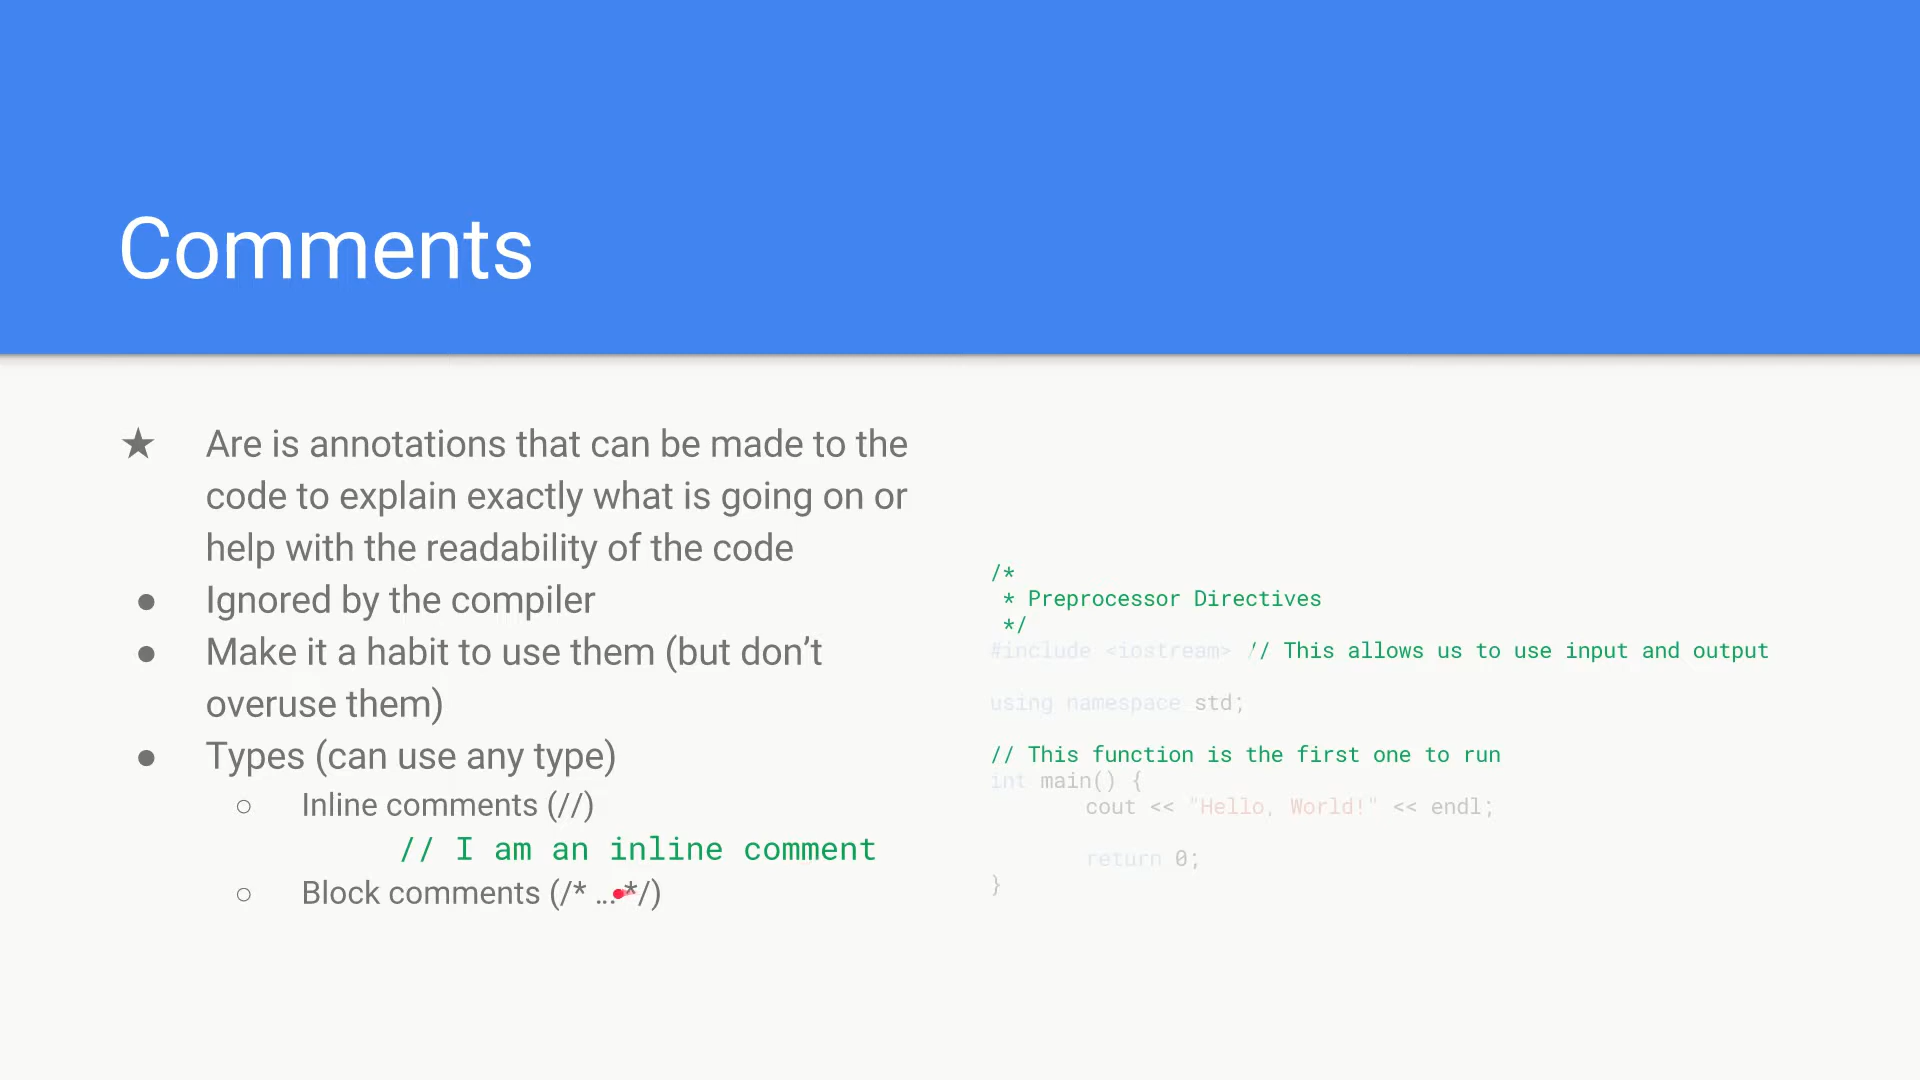 Comments
★ Are is annotations that can be made to the
code to explain exactly what is going on or
help with the readability of the code
● Ignored by the compiler
● Make it a habit to use them (but don’t
overuse them)
● Types (can use any type)
○ Inline comments (//)
// I am an inline comment
○ Block comments (/* … */)
/*
 * Preprocessor Directives
 */
#include <iostream> // This allows us to use input and output
using namespace std;
// This function is the first one to run
int main() {
cout << "Hello, World!" << endl;
return 0;
}